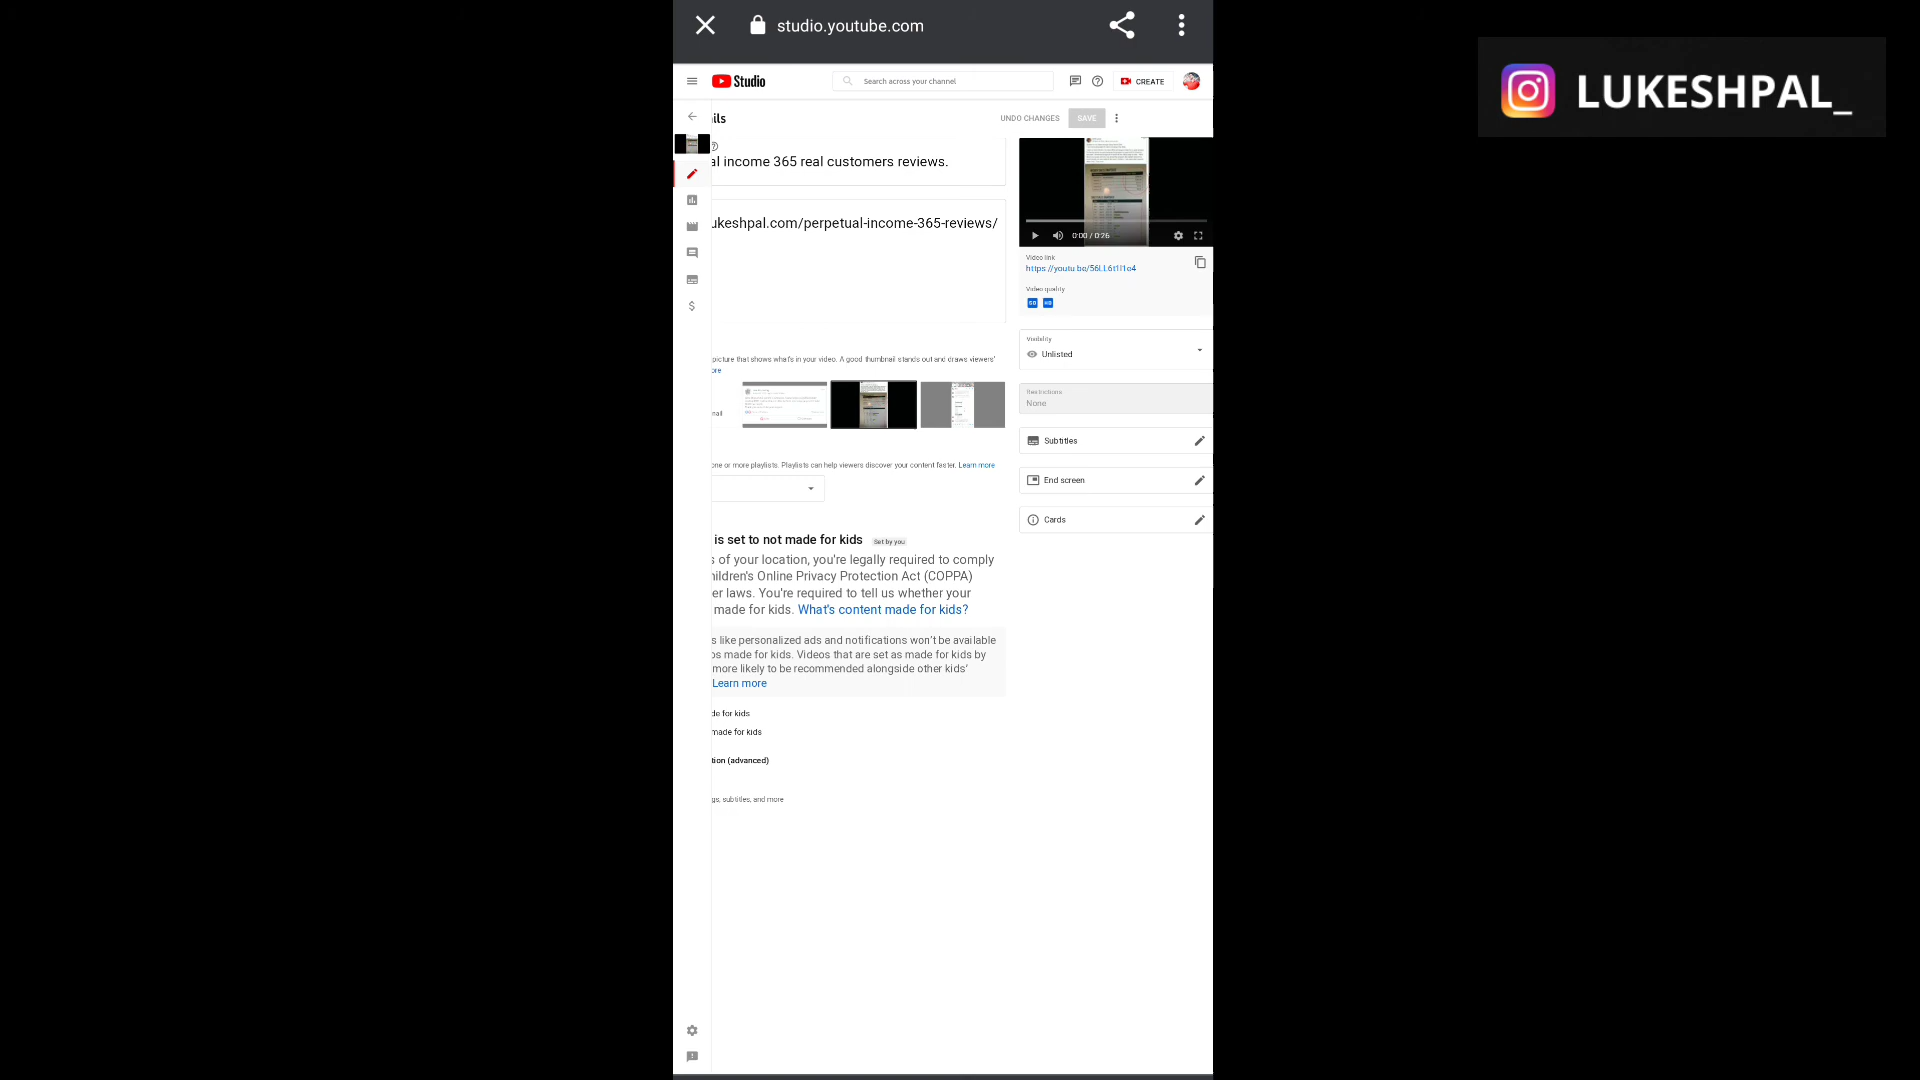 studio.youtube.com
LUKESHPAL_
Studio
Search across your channel
CREATE
ils
UNDO CHANGES
SAVE
al income 365 real customers reviews.
ukeshpal.com/perpetual-income-365-reviews/
0:00 / 0:26
Video link
Video quality
SD HD
Visibility
Unlisted
picture that shows what's in your video. A good thumbnail stands out and draws viewers'
ore
Restrictions
None
nail
Subtitles
one or more playlists. Playlists can help viewers discover your content faster. Learn more
End screen
Cards
is set to not made for kids
Set by you
s of your location, you're legally required to comply
hildren's Online Privacy Protection Act (COPPA)
er laws. You're required to tell us whether your
made for kids. What's content made for kids?
s like personalized ads and notifications won't be available
os made for kids. Videos that are set as made for kids by
more likely to be recommended alongside other kids'
Learn more
de for kids
made for kids
tion (advanced)
gs, subtitles, and more